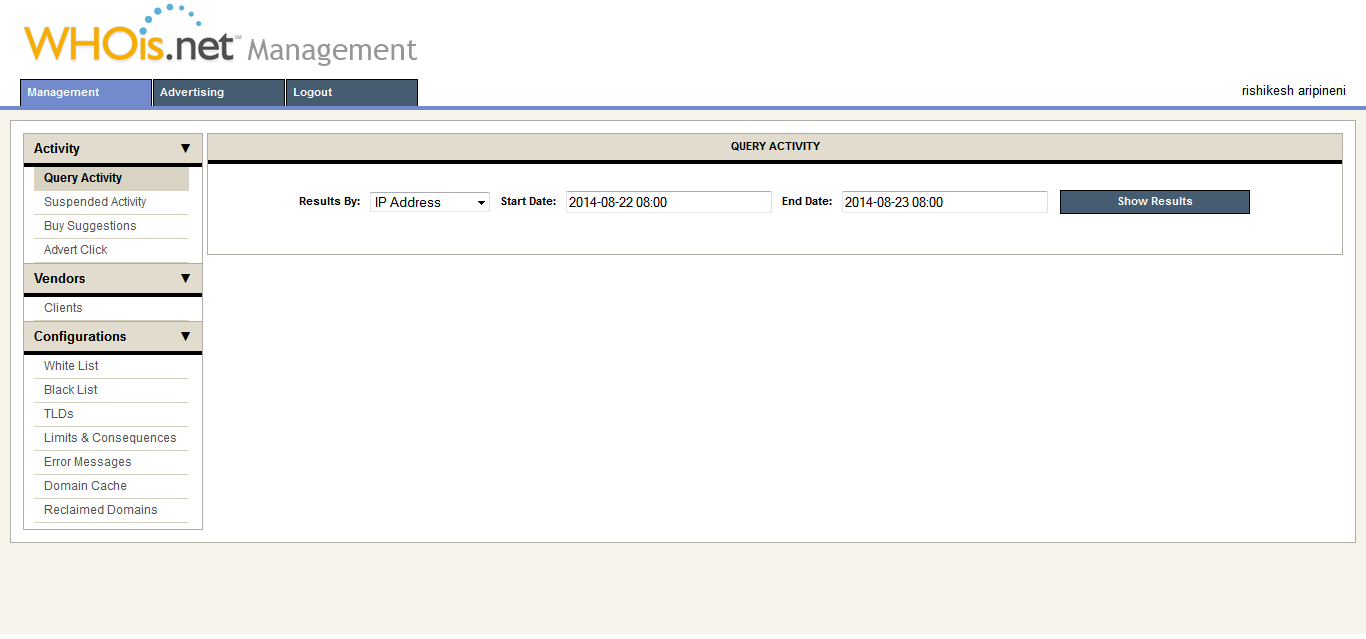 WHOis.net℠ Management
Management Advertising Logout
rishikesh aripineni
Activity ▼
Query Activity
Suspended Activity
Buy Suggestions
Advert Click
Vendors ▼
Clients
Configurations ▼
White List
Black List
TLDs
Limits & Consequences
Error Messages
Domain Cache
Reclaimed Domains
QUERY ACTIVITY
Results By: IP Address Start Date: 2014-08-22 08:00 End Date: 2014-08-23 08:00 Show Results